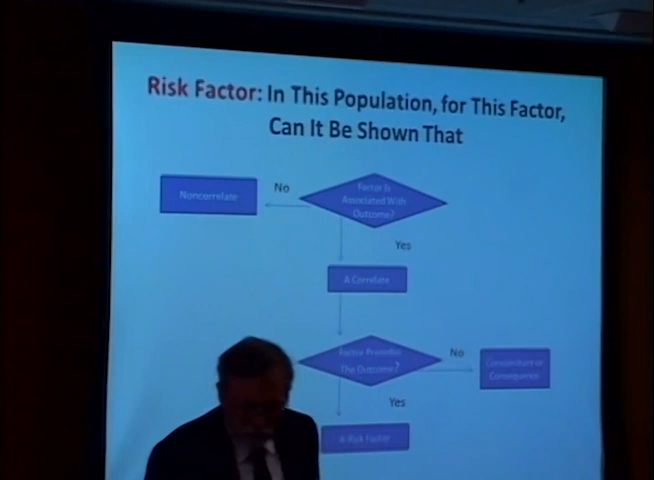 Risk Factor: In This Population, for This Factor,
Can It Be Shown That
Noncorrelate
No
Factor Is
Associated With
Outcome?
Yes
A Correlate
Factor
The Outcome?
No
Concomitant or
Consequence
Yes
A Risk Factor